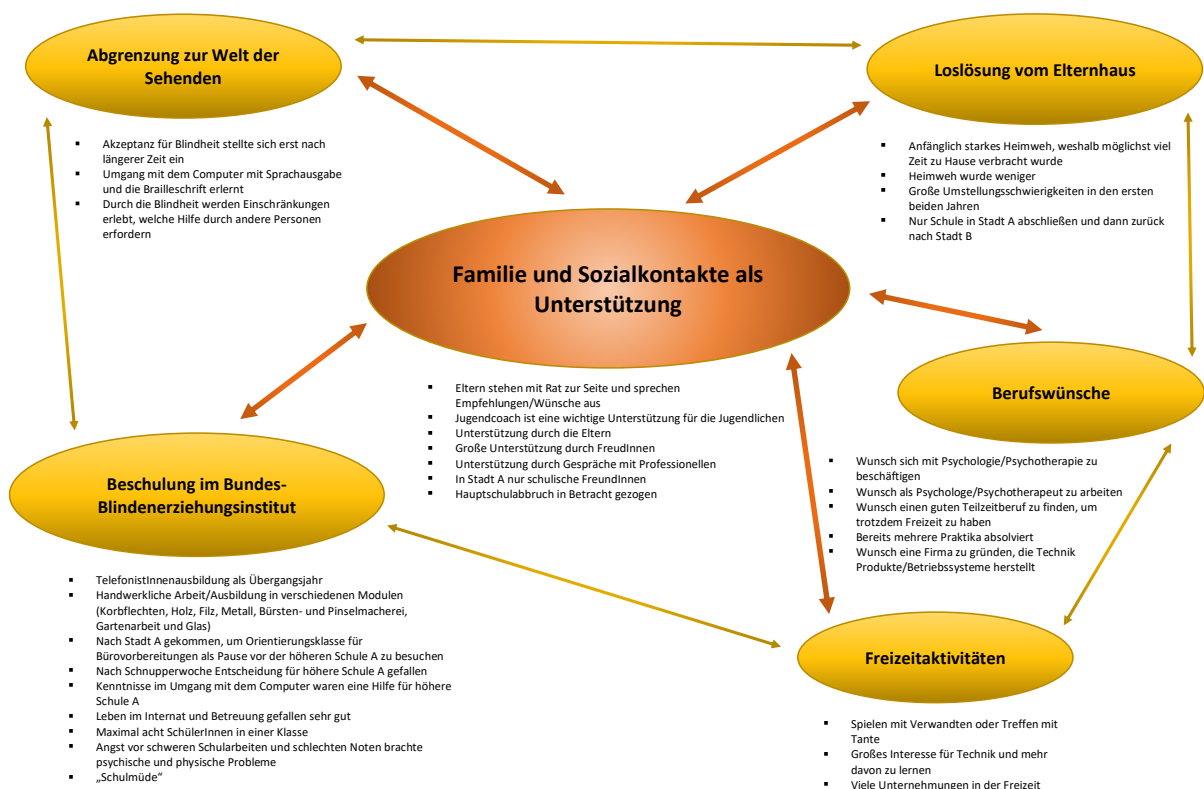 Abgrenzung zur Welt der
Sehenden
▪ Akzeptanz für Blindheit stellte sich erst nach
längerer Zeit ein
▪ Umgang mit dem Computer mit Sprachausgabe
und die Brailleschrift erlernt
▪ Durch die Blindheit werden Einschränkungen
erlebt, welche Hilfe durch andere Personen
erfordern
Loslösung vom Elternhaus
▪ Anfänglich starkes Heimweh, weshalb möglichst viel
Zeit zu Hause verbracht wurde
▪ Heimweh wurde weniger
▪ Große Umstellungsschwierigkeiten in den ersten
beiden Jahren
▪ Nur Schule in Stadt A abschließen und dann zurück
nach Stadt B
Familie und Sozialkontakte als
Unterstützung
▪ Eltern stehen mit Rat zur Seite und sprechen
Empfehlungen/Wünsche aus
▪ Jugendcoach ist eine wichtige Unterstützung für die Jugendlichen
▪ Unterstützung durch die Eltern
▪ Große Unterstützung durch FreudInnen
▪ Unterstützung durch Gespräche mit Professionellen
▪ In Stadt A nur schulische FreundInnen
▪ Hauptschulabbruch in Betracht gezogen
Berufswünsche
▪ Wunsch sich mit Psychologie/Psychotherapie zu
beschäftigen
▪ Wunsch als Psychologe/Psychotherapeut zu arbeiten
▪ Wunsch einen guten Teilzeitberuf zu finden, um
trotzdem Freizeit zu haben
▪ Bereits mehrere Praktika absolviert
▪ Wunsch eine Firma zu gründen, die Technik
Produkte/Betriebssysteme herstellt
Beschulung im Bundes-
Blindenerziehungsinstitut
▪ TelefonistInnenausbildung als Übergangsjahr
▪ Handwerkliche Arbeit/Ausbildung in verschiedenen Modulen
(Korbflechten, Holz, Filz, Metall, Bürsten- und Pinselmacherei,
Gartenarbeit und Glas)
▪ Nach Stadt A gekommen, um Orientierungsklasse für
Bürovorbereitungen als Pause vor der höheren Schule A zu besuchen
▪ Nach Schnupperwoche Entscheidung für höhere Schule A gefallen
▪ Kenntnisse im Umgang mit dem Computer waren eine Hilfe für höhere
Schule A
▪ Leben im Internat und Betreuung gefallen sehr gut
▪ Maximal acht SchülerInnen in einer Klasse
▪ Angst vor schweren Schularbeiten und schlechten Noten brachte
psychische und physische Probleme
▪ „Schulmüde“
Freizeitaktivitäten
▪ Spielen mit Verwandten oder Treffen mit
Tante
▪ Großes Interesse für Technik und mehr
davon zu lernen
▪ Viele Unternehmungen in der Freizeit